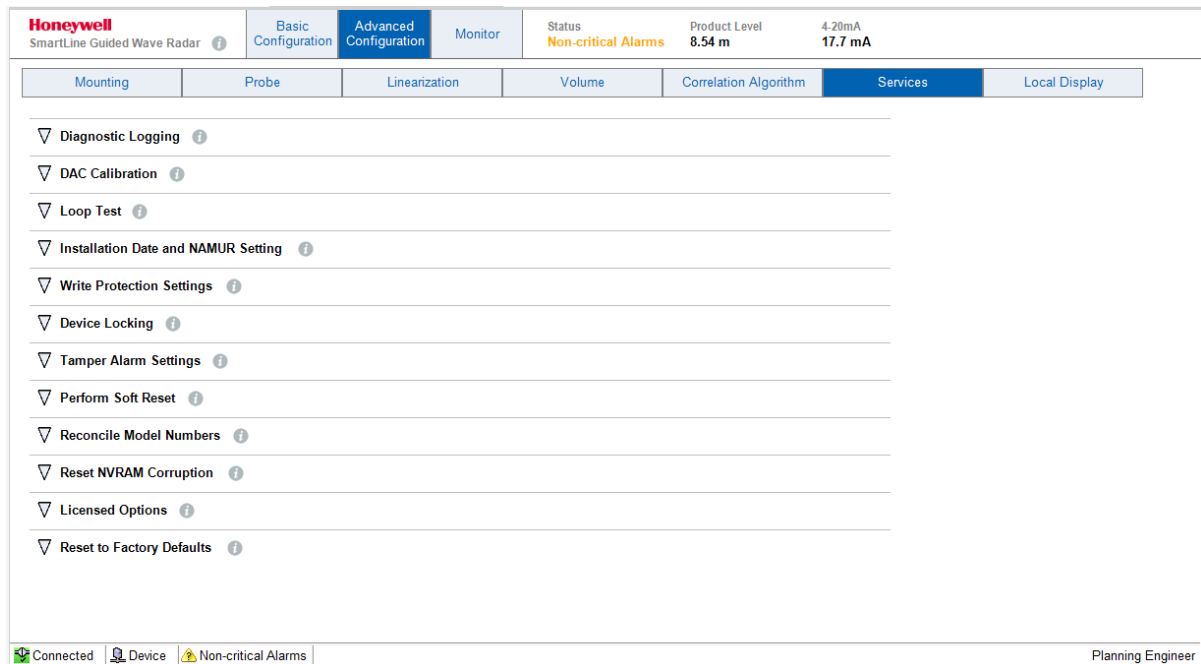 Honeywell
SmartLine Guided Wave Radar
Basic Configuration
Advanced Configuration
Monitor
Status
Non-critical Alarms
Product Level
8.54 m
4-20mA
17.7 mA
Mounting
Probe
Linearization
Volume
Correlation Algorithm
Services
Local Display
Diagnostic Logging
DAC Calibration
Loop Test
Installation Date and NAMUR Setting
Write Protection Settings
Device Locking
Tamper Alarm Settings
Perform Soft Reset
Reconcile Model Numbers
Reset NVRAM Corruption
Licensed Options
Reset to Factory Defaults
Connected
Device
Non-critical Alarms
Planning Engineer